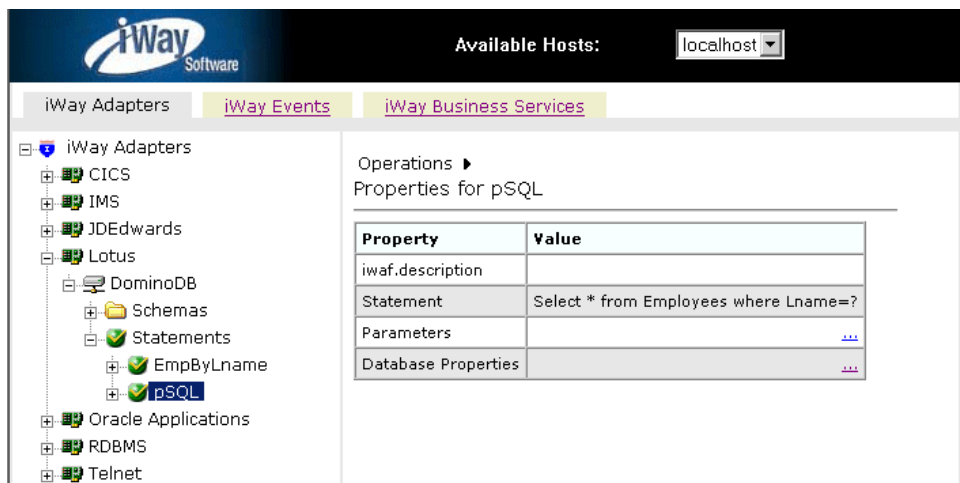 iWay
Software
Available Hosts: localhost
iWay Adapters iWay Events iWay Business Services
iWay Adapters
CICS
IMS
JDEdwards
Lotus
DominoDB
Schemas
Statements
EmpByLname
pSQL
Oracle Applications
RDBMS
Telnet
Operations
Properties for pSQL
Property Value
iwaf.description
Statement Select * from Employees where Lname=?
Parameters ...
Database Properties ...